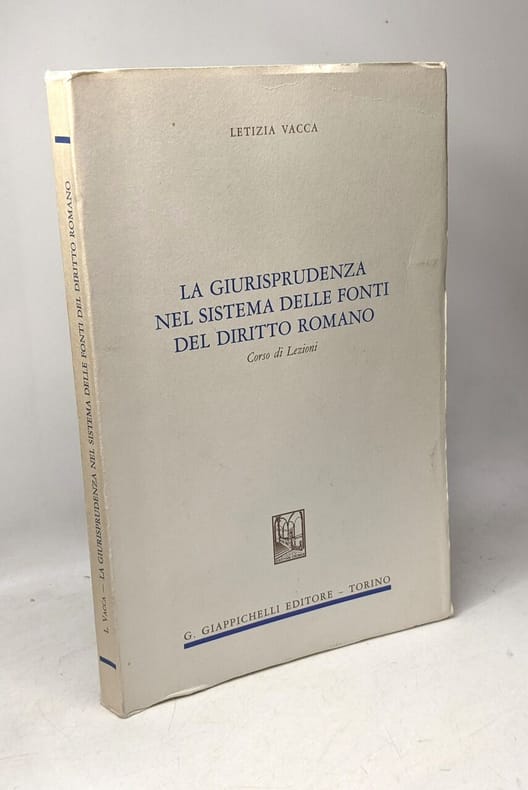 LETIZIA VACCA
LA GIURISPRUDENZA
NEL SISTEMA DELLE FONTI
DEL DIRITTO ROMANO
Corso di Lezioni
G. GIAPPICHELLI EDITORE – TORINO
L. VACCA – LA GIURISPRUDENZA NEL SISTEMA DELLE FONTI DEL DIRITTO ROMANO